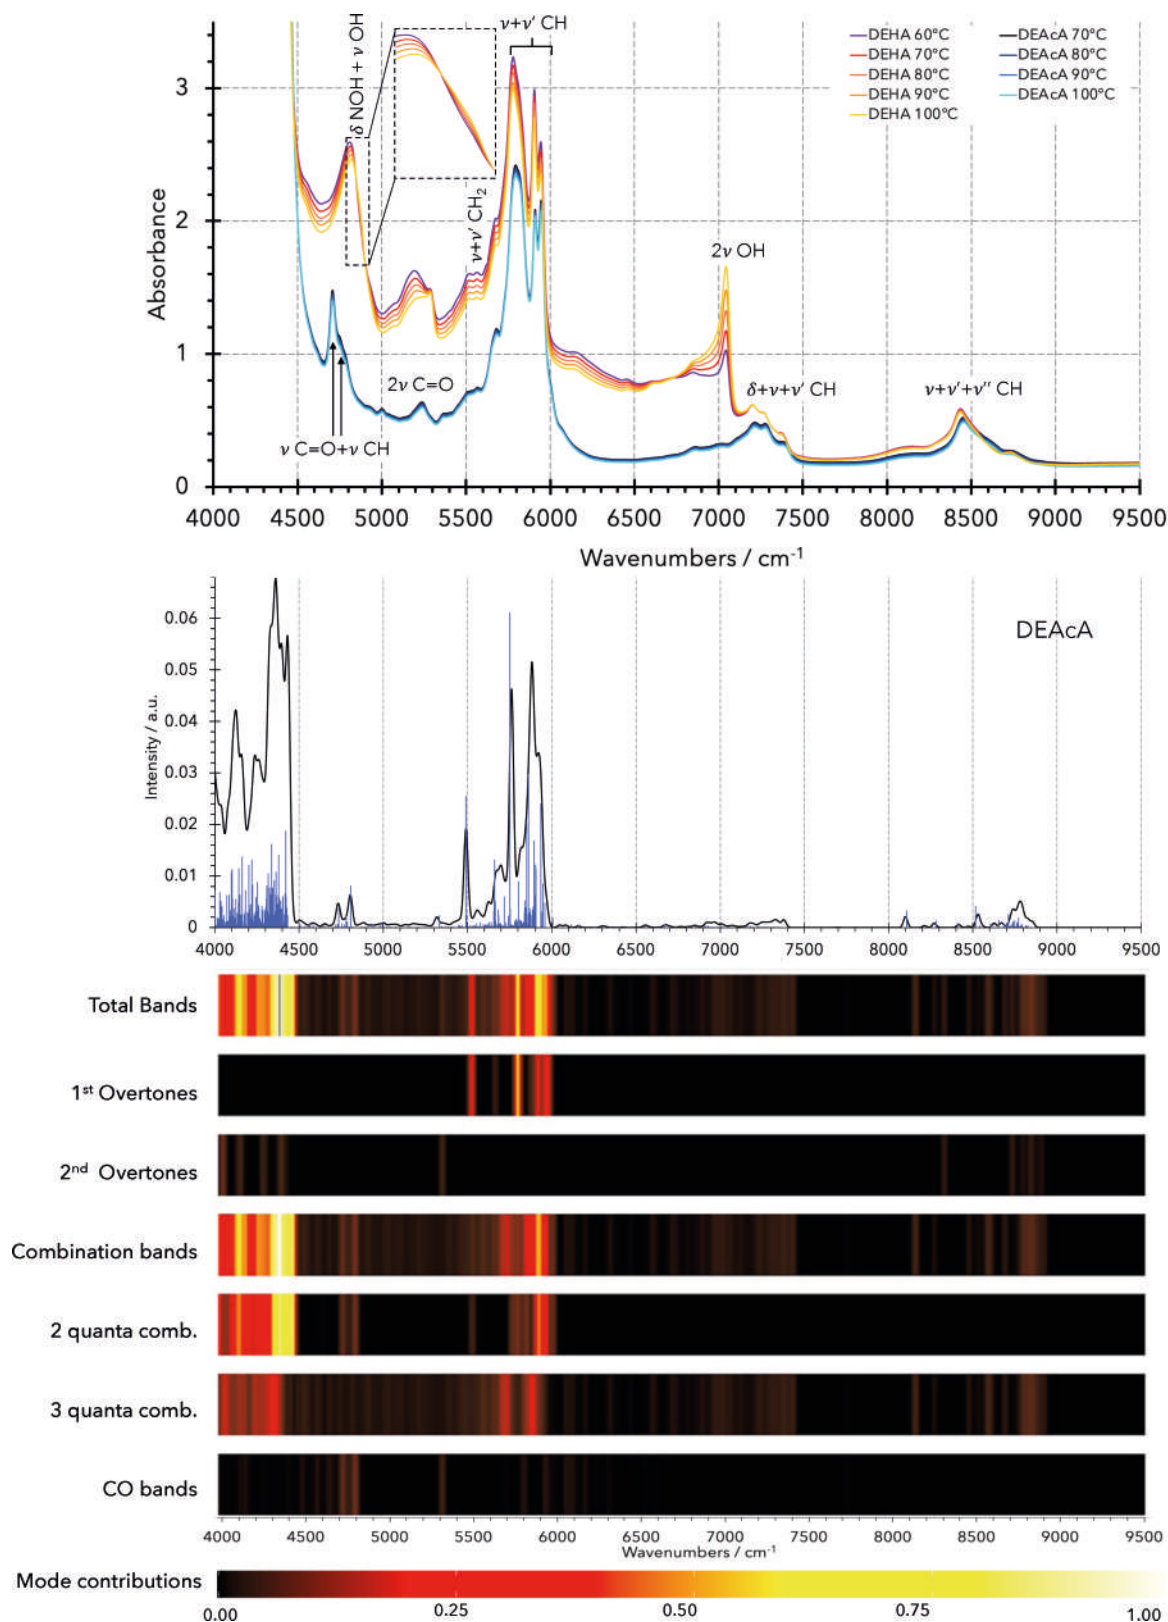 ν+ν′ CH
δ NOH + ν OH
DEHA 60°C
DEHA 70°C
DEHA 80°C
DEHA 90°C
DEHA 100°C
DEAcA 70°C
DEAcA 80°C
DEAcA 90°C
DEAcA 100°C
3
2
1
0
Absorbance
ν+ν′ CH₂
2ν OH
2ν C=O
δ+ν+ν′ CH
ν+ν′+ν″ CH
ν C=O+ν CH
4000 4500 5000 5500 6000 6500 7000 7500 8000 8500 9000 9500
Wavenumbers / cm⁻¹
DEAcA
0.06
0.05
0.04
0.03
0.02
0.01
0
Intensity / a.u.
4000 4500 5000 5500 6000 6500 7000 7500 8000 8500 9000 9500
Total Bands
1ˢᵗ Overtones
2ⁿᵈ Overtones
Combination bands
2 quanta comb.
3 quanta comb.
CO bands
4000 4500 5000 5500 6000 6500 7000 7500 8000 8500 9000 9500
Wavenumbers / cm⁻¹
Mode contributions
0.00 0.25 0.50 0.75 1.00